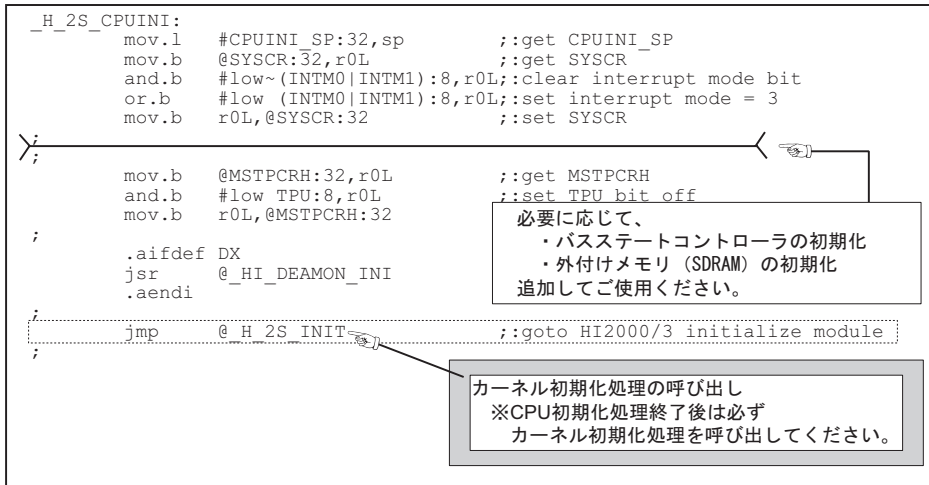 _H_2S_CPUINI:
mov.l #CPUINI_SP:32,sp ;:get CPUINI_SP
mov.b @SYSCR:32,r0L ;:get SYSCR
and.b #low~(INTM0|INTM1):8,r0L;:clear interrupt mode bit
or.b #low (INTM0|INTM1):8,r0L;:set interrupt mode = 3
mov.b r0L,@SYSCR:32 ;:set SYSCR
;
;
mov.b @MSTPCRH:32,r0L ;:get MSTPCRH
and.b #low TPU:8,r0L ;:set TPU bit off
mov.b r0L,@MSTPCRH:32
必要に応じて、
・バスステートコントローラの初期化
・外付けメモリ（SDRAM）の初期化
追加してご使用ください。
;
.aifdef DX
jsr @_HI_DEAMON_INI
.aendi
;
jmp @_H_2S_INIT ;:goto HI2000/3 initialize module
;
カーネル初期化処理の呼び出し
※CPU初期化処理終了後は必ず
カーネル初期化処理を呼び出してください。